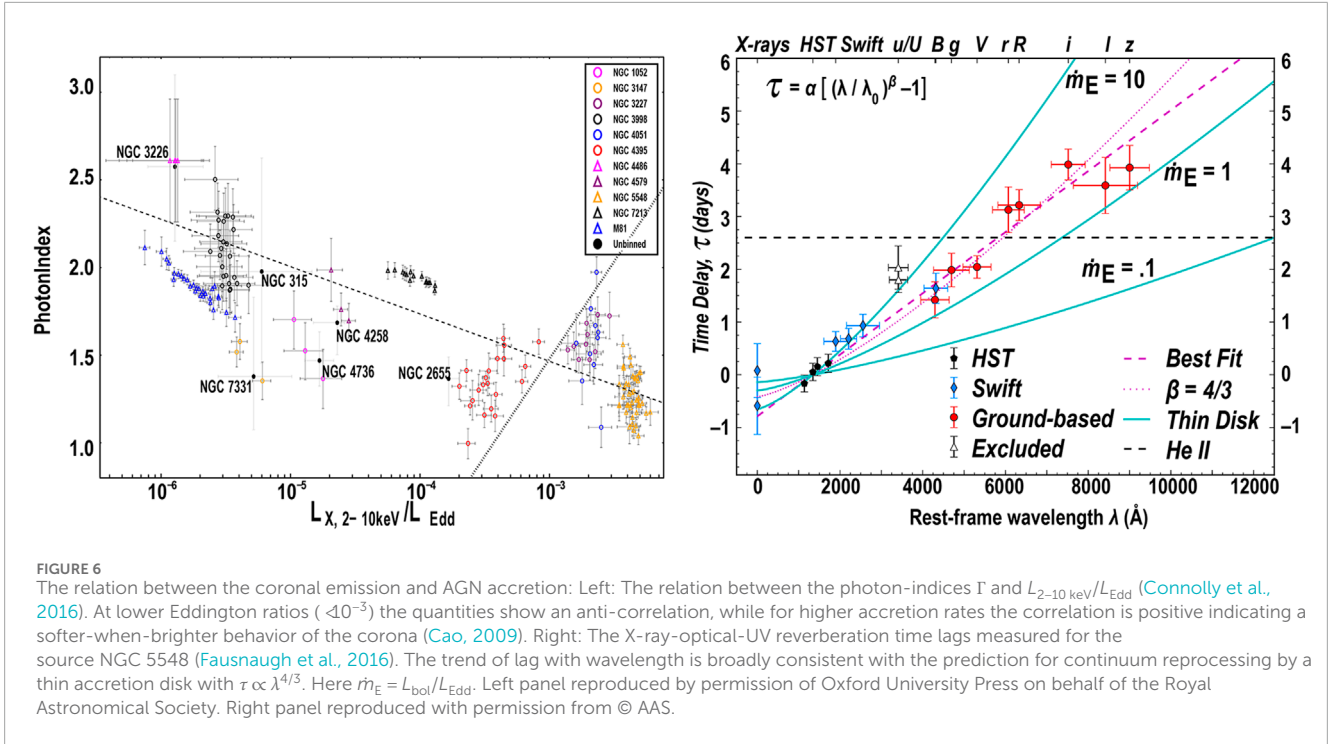 3.0
2.5
2.0
1.5
1.0
PhotonIndex
10⁻⁶
10⁻⁵
10⁻⁴
10⁻³
L X, 2–10keV / L Edd
NGC 3226
NGC 315
NGC 4258
NGC 4736
NGC 7331
NGC 2655
NGC 1052
NGC 3147
NGC 3227
NGC 3998
NGC 4051
NGC 4395
NGC 4486
NGC 4579
NGC 5548
NGC 7213
M81
Unbinned
X-rays HST Swift u/U B g V r R i I z
6
5
4
3
2
1
0
−1
Time Delay, τ (days)
τ = α [ (λ / λ₀)^β −1]
ṁE = 10
ṁE = 1
ṁE = .1
HST
Swift
Ground-based
Excluded
Best Fit
β = 4/3
Thin Disk
He II
6
5
4
3
2
1
0
−1
0 2000 4000 6000 8000 10000 12000
Rest-frame wavelength λ (Å)
FIGURE 6
The relation between the coronal emission and AGN accretion: Left: The relation between the photon-indices Γ and L2–10 keV/LEdd (Connolly et al.,
2016). At lower Eddington ratios ( <10⁻³) the quantities show an anti-correlation, while for higher accretion rates the correlation is positive indicating a
softer-when-brighter behavior of the corona (Cao, 2009). Right: The X-ray-optical-UV reverberation time lags measured for the
source NGC 5548 (Fausnaugh et al., 2016). The trend of lag with wavelength is broadly consistent with the prediction for continuum reprocessing by a
thin accretion disk with τ ∝ λ^4/3. Here ṁE = Lbol/LEdd. Left panel reproduced by permission of Oxford University Press on behalf of the Royal
Astronomical Society. Right panel reproduced with permission from © AAS.